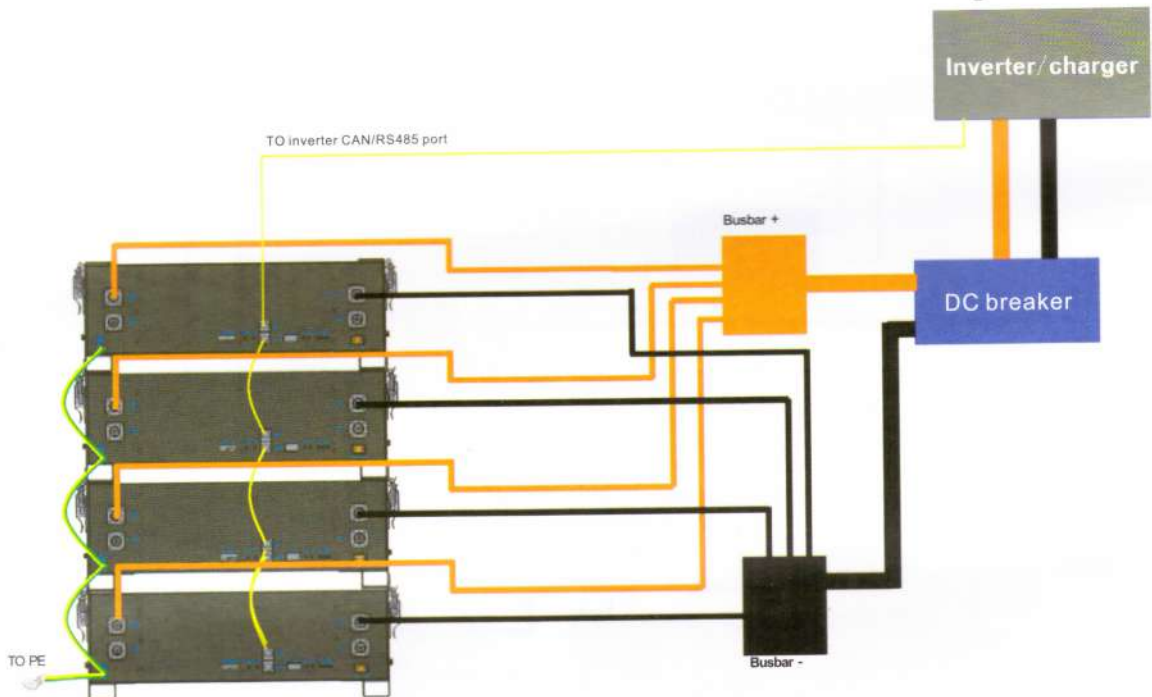 Inverter/charger
TO inverter CAN/RS485 port
Busbar +
DC breaker
TO PE
Busbar -